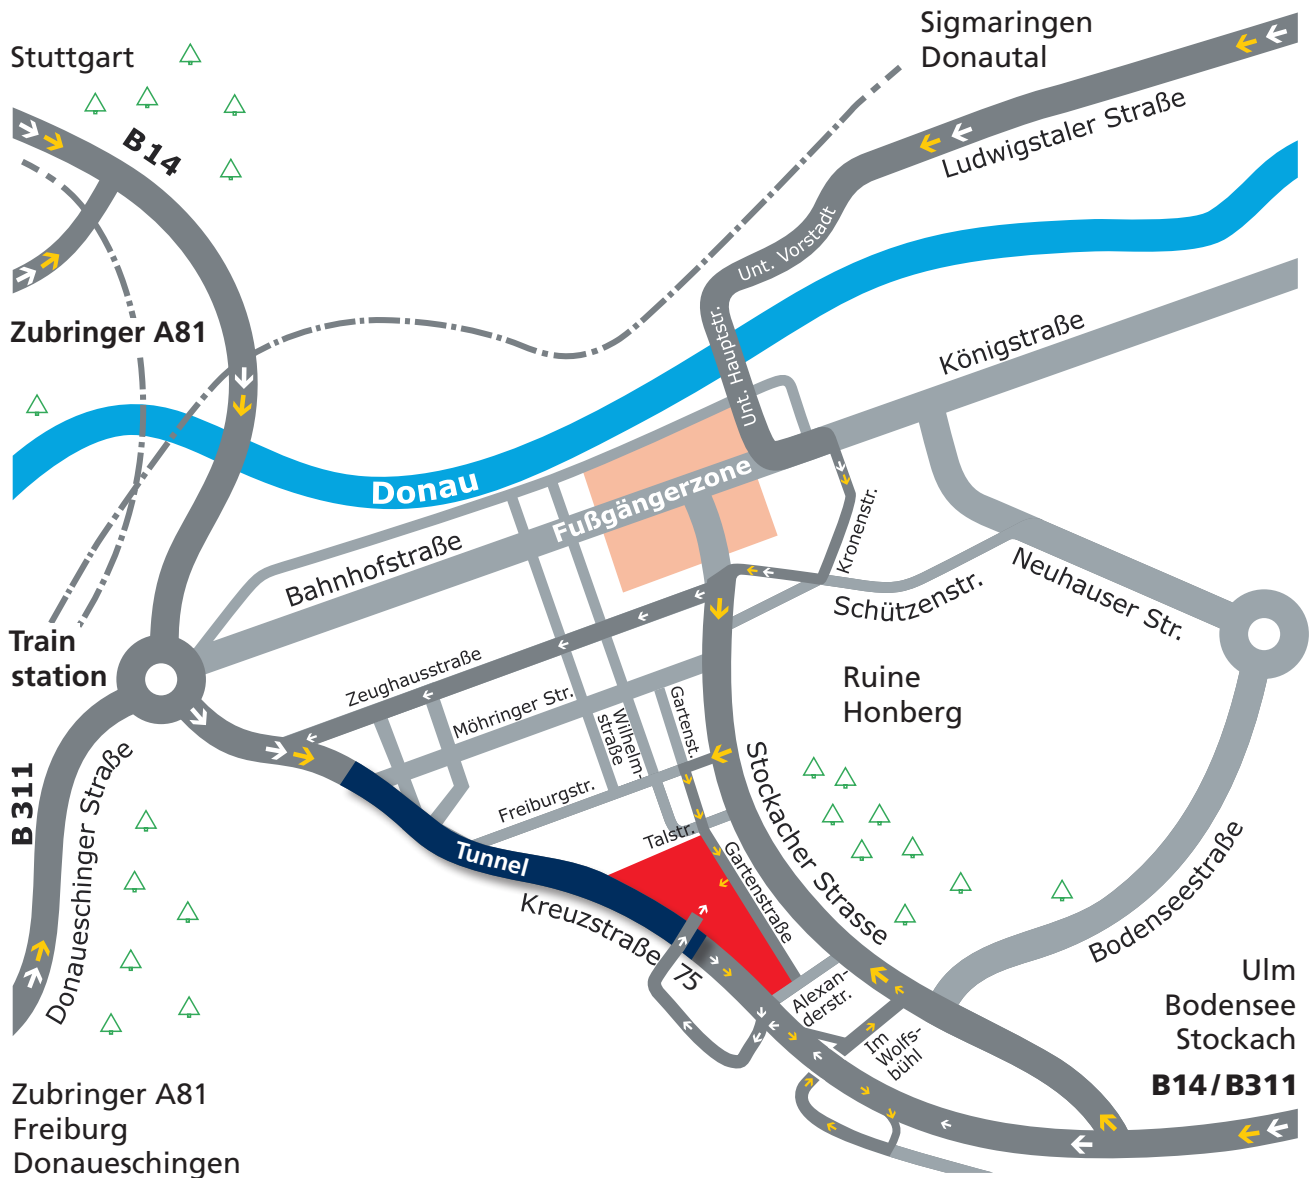 Stuttgart
B 14
Sigmaringen
Donautal
Ludwigstaler Straße
Unt. Vorstadt
Unt. Hauptstr.
Zubringer A81
Königstraße
Donau
Fußgängerzone
Bahnhofstraße
Kronenstr.
Schützenstr.
Neuhauser Str.
Train
station
Zeughausstraße
Möhringer Str.
Wilhelm-
straße
Gartenst.
Ruine
Honberg
Freiburgstr.
Talstr.
Gartenstraße
Stockacher Strasse
Tunnel
Kreuzstraße
75
B 311
Donaueschinger Straße
Bodenseestraße
Alexan-
derstr.
Im
Wolfs-
bühl
Ulm
Bodensee
Stockach
B14 / B311
Zubringer A81
Freiburg
Donaueschingen